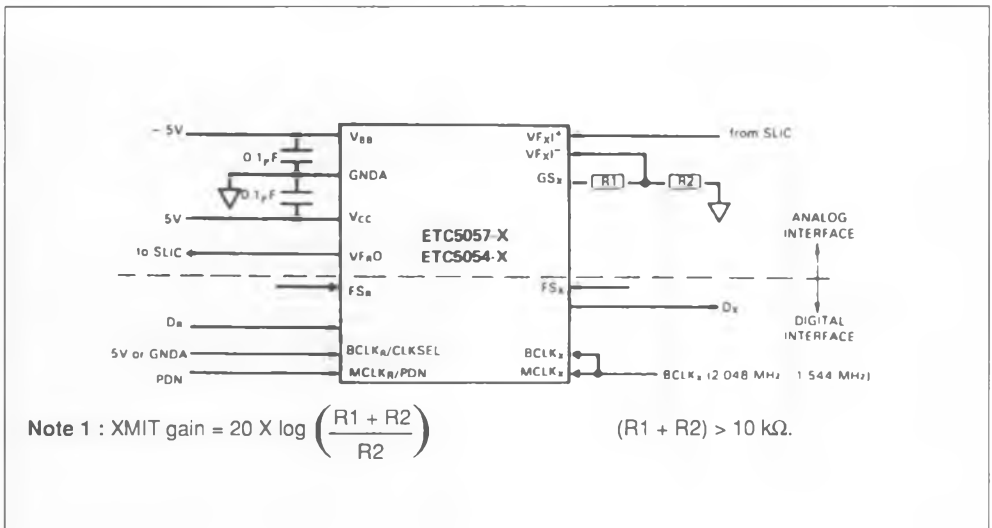 – 5V
0.1µF
0.1µF
5V
to SLIC
DR
5V or GNDA
PDN
VBB
GNDA
VCC
VFRO
FSR
BCLKR/CLKSEL
MCLKR/PDN
ETC5057-X
ETC5054-X
VFXI+
VFXI-
GSX
FSX
BCLKX
MCLKX
R1
R2
from SLIC
ANALOG
INTERFACE
DX
DIGITAL
INTERFACE
BCLKX (2.048 MHz 1.544 MHz)
Note 1 : XMIT gain = 20 X log (R1 + R2 / R2)
(R1 + R2) > 10 kΩ.